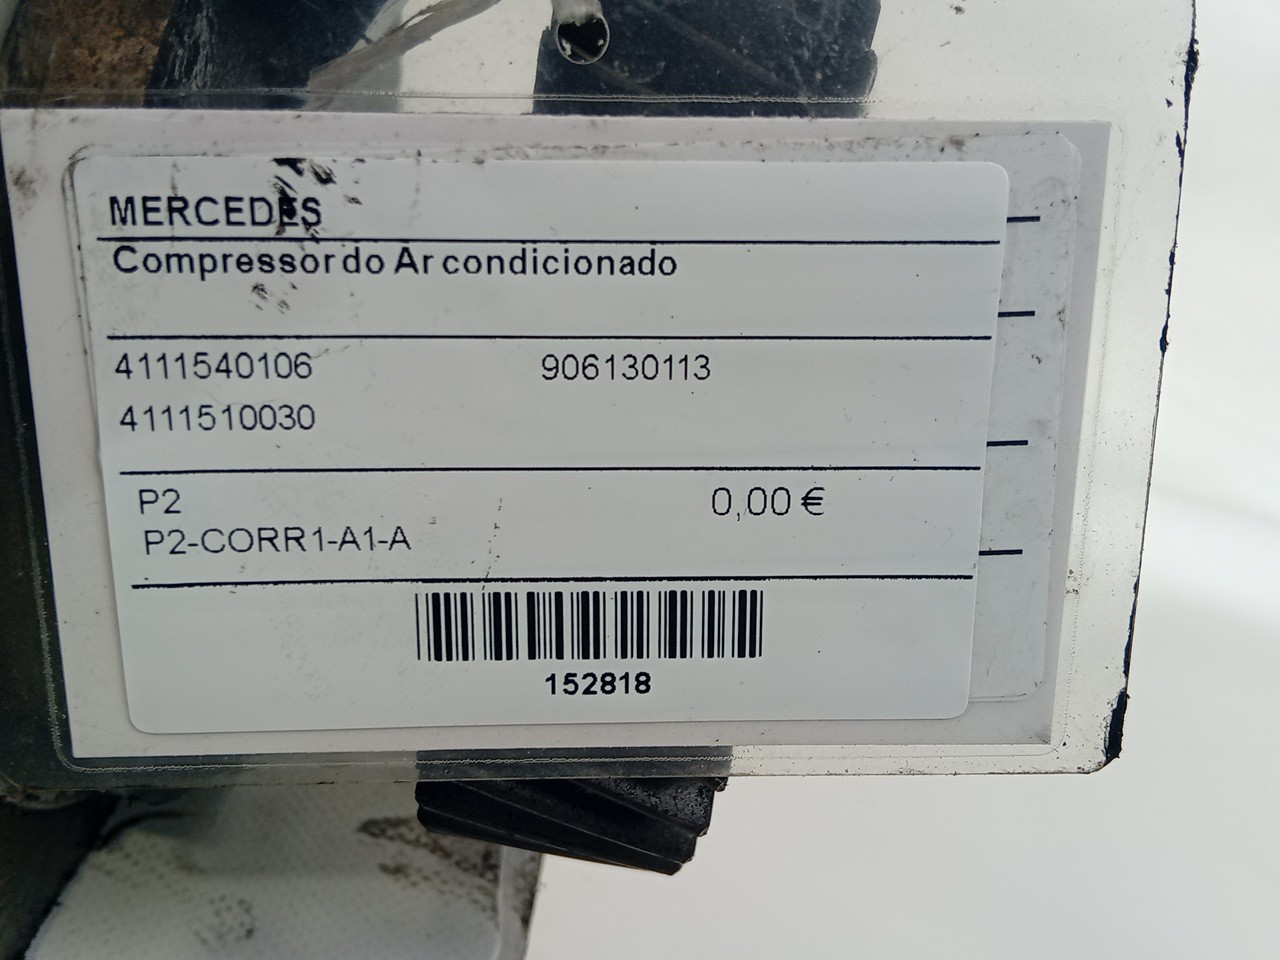 MERCEDES
Compressor do Ar condicionado
4111540106 906130113
4111510030
P2 0,00 €
P2-CORR1-A1-A
152818